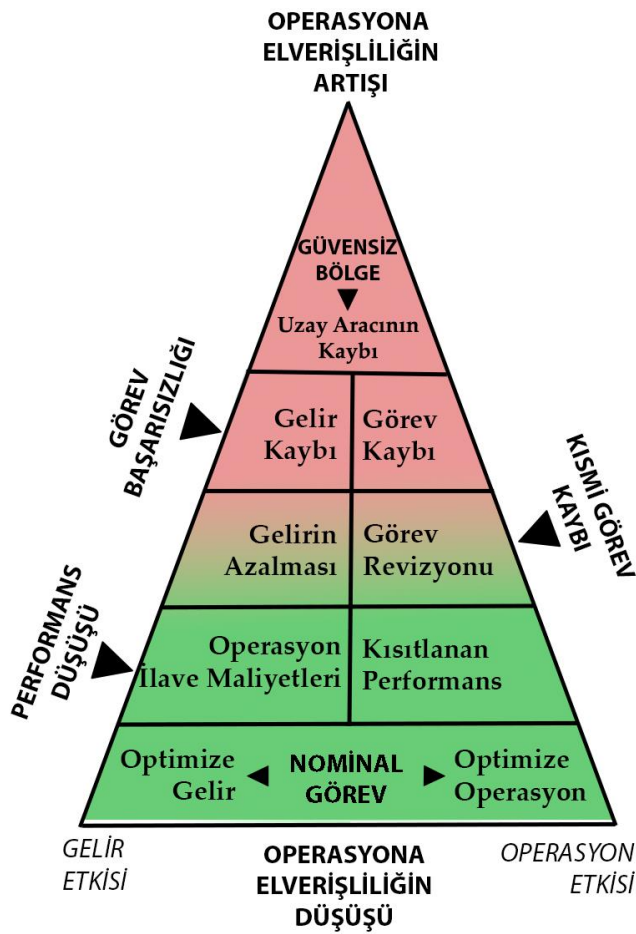 OPERASYONA
ELVERİŞLİLİĞİN
ARTIŞI
GÜVENSİZ
BÖLGE
Uzay Aracının
Kaybı
GÖREV
BAŞARISIZLIĞI
Gelir
Kaybı
Görev
Kaybı
KISMİ GÖREV
KAYBI
Gelirin
Azalması
Görev
Revizyonu
PERFORMANS
DÜŞÜŞÜ
Operasyon
İlave Maliyetleri
Kısıtlanan
Performans
Optimize
Gelir
NOMİNAL
GÖREV
Optimize
Operasyon
GELİR
ETKİSİ
OPERASYONA
ELVERİŞLİLİĞİN
DÜŞÜŞÜ
OPERASYON
ETKİSİ